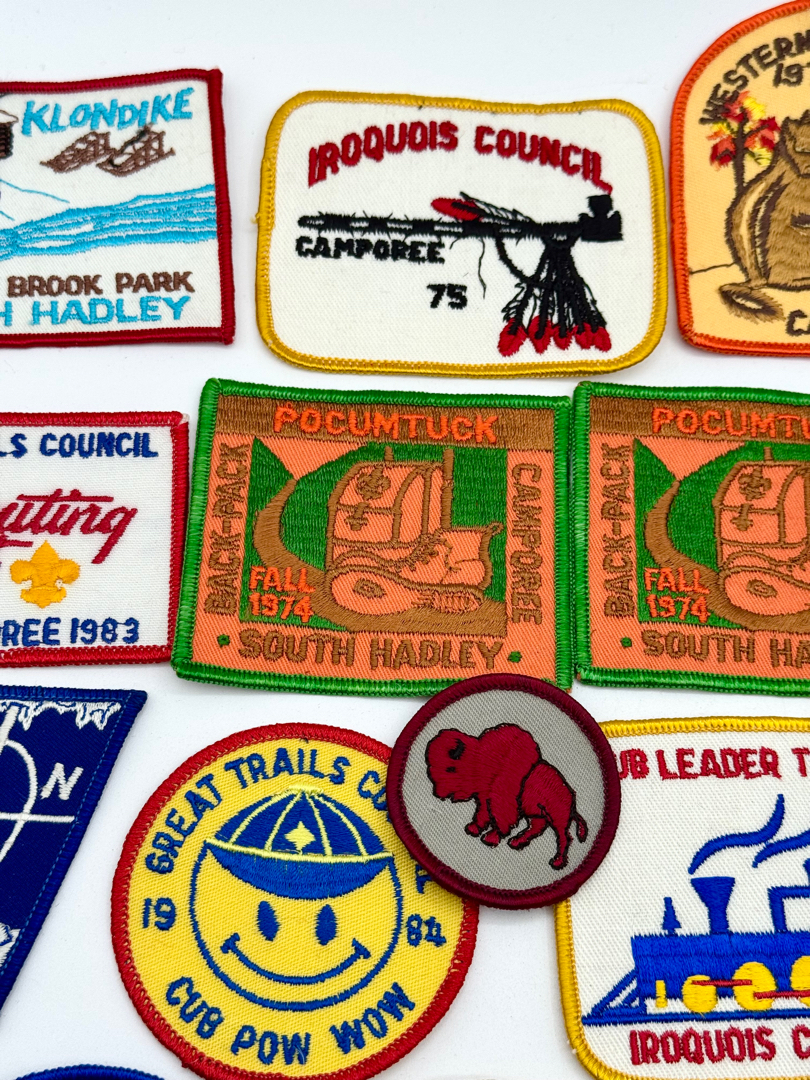 KLONDIKE
BROOK PARK
H HADLEY
IROQUOIS COUNCIL
CAMPOREE
75
WESTERN
197
LS COUNCIL
REE 1983
POCUMTUCK
BACK-PACK
CAMPOREE
FALL
1974
• SOUTH HADLEY •
POCUMTU
BACK-PACK
FALL
1974
• SOUTH HA
N
GREAT TRAILS CO
19 84
CUB POW WOW
UB LEADER T
IROQUOIS C